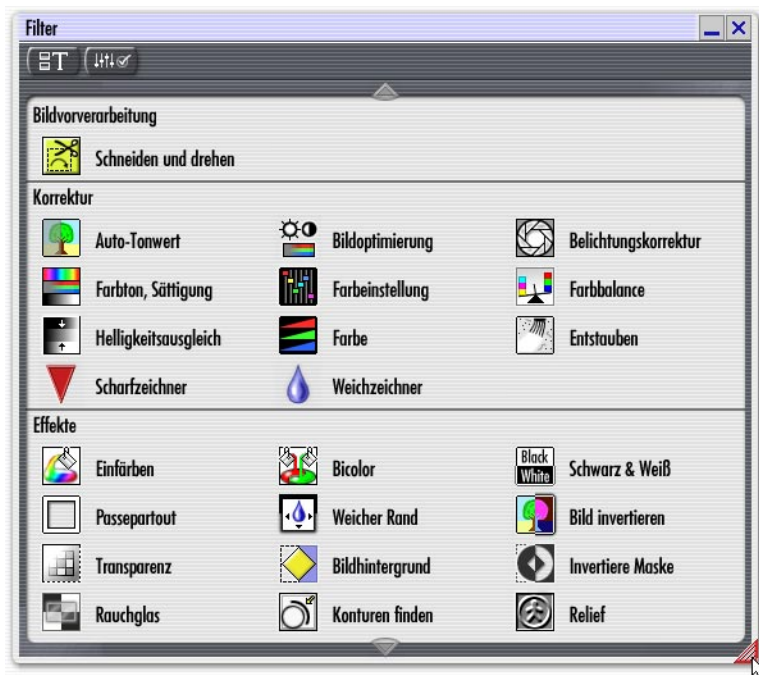 Filter
T
Bildvorverarbeitung
Schneiden und drehen
Korrektur
Auto-Tonwert Bildoptimierung Belichtungskorrektur
Farbton, Sättigung Farbeinstellung Farbbalance
Helligkeitsausgleich Farbe Entstauben
Scharfzeichner Weichzeichner
Effekte
Einfärben Bicolor Black White Schwarz & Weiß
Passepartout Weicher Rand Bild invertieren
Transparenz Bildhintergrund Invertiere Maske
Rauchglas Konturen finden Relief